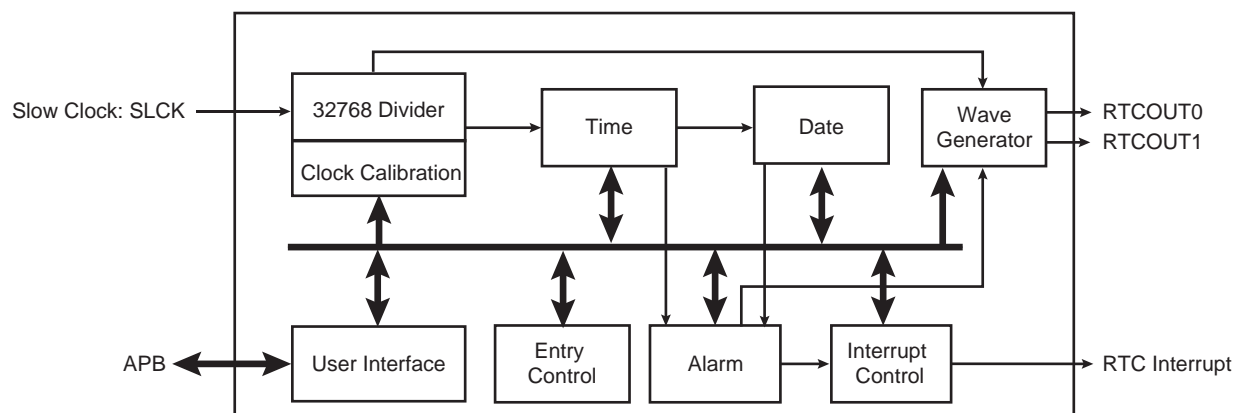 Slow Clock: SLCK
32768 Divider
Clock Calibration
Time
Date
Wave
Generator
RTCOUT0
RTCOUT1
APB
User Interface
Entry
Control
Alarm
Interrupt
Control
RTC Interrupt